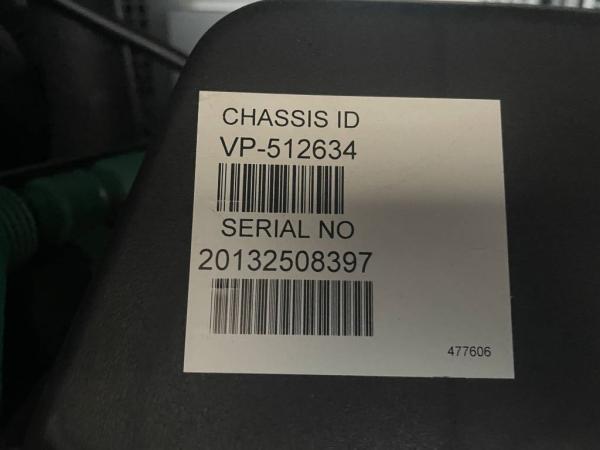 CHASSIS ID
VP-512634
SERIAL NO
20132508397
477606